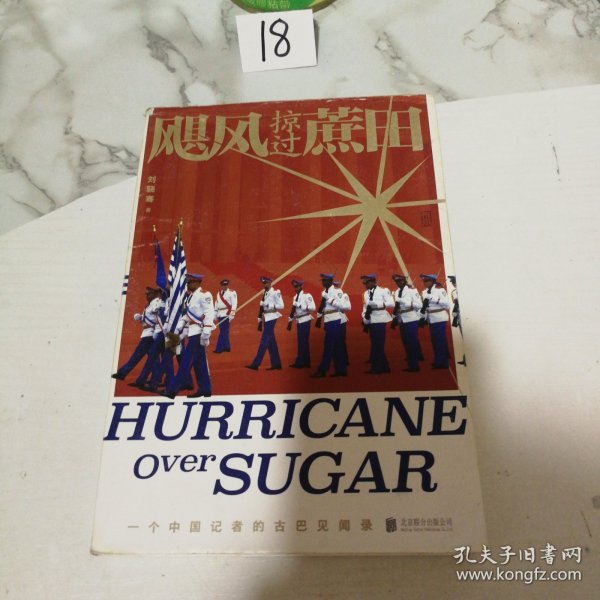 18
飓风掠过蔗田
刘骁骞 著
HURRICANE
over SUGAR
一个中国记者的古巴见闻录
北京联合出版公司
孔夫子旧书网
www.kongfz.com